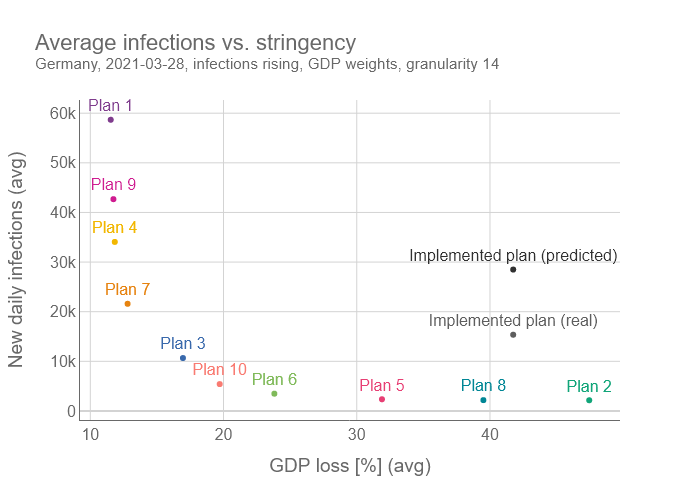 Average infections vs. stringency
Germany, 2021-03-28, infections rising, GDP weights, granularity 14
New daily infections (avg)
60k
50k
40k
30k
20k
10k
0
Plan 1
Plan 9
Plan 4
Plan 7
Plan 3
Plan 10
Plan 6
Implemented plan (predicted)
Implemented plan (real)
Plan 5
Plan 8
Plan 2
10
20
30
40
GDP loss [%] (avg)